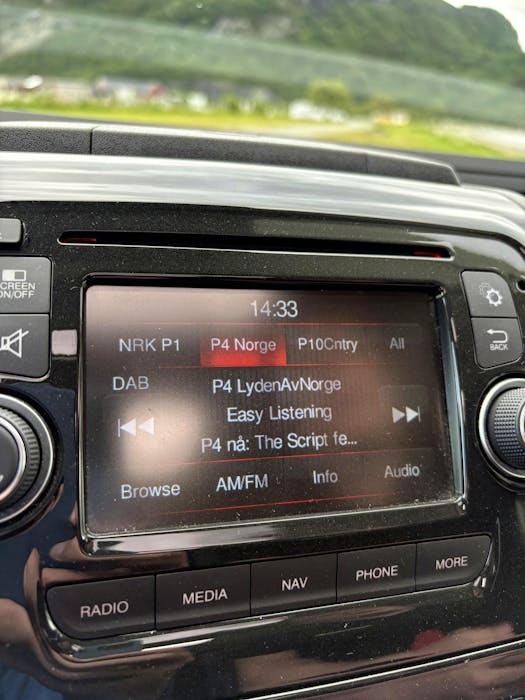 SCREEN
ON/OFF
14:33
NRK P1 P4 Norge P10Cntry All
DAB
P4 LydenAvNorge
Easy Listening
P4 nå: The Script fe...
Browse AM/FM Info Audio
BACK
RADIO MEDIA NAV PHONE MORE